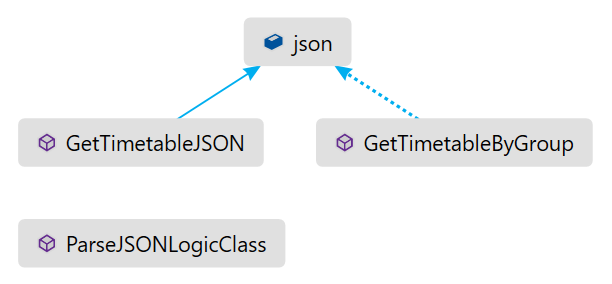 json
GetTimetableJSON
GetTimetableByGroup
ParseJSONLogicClass